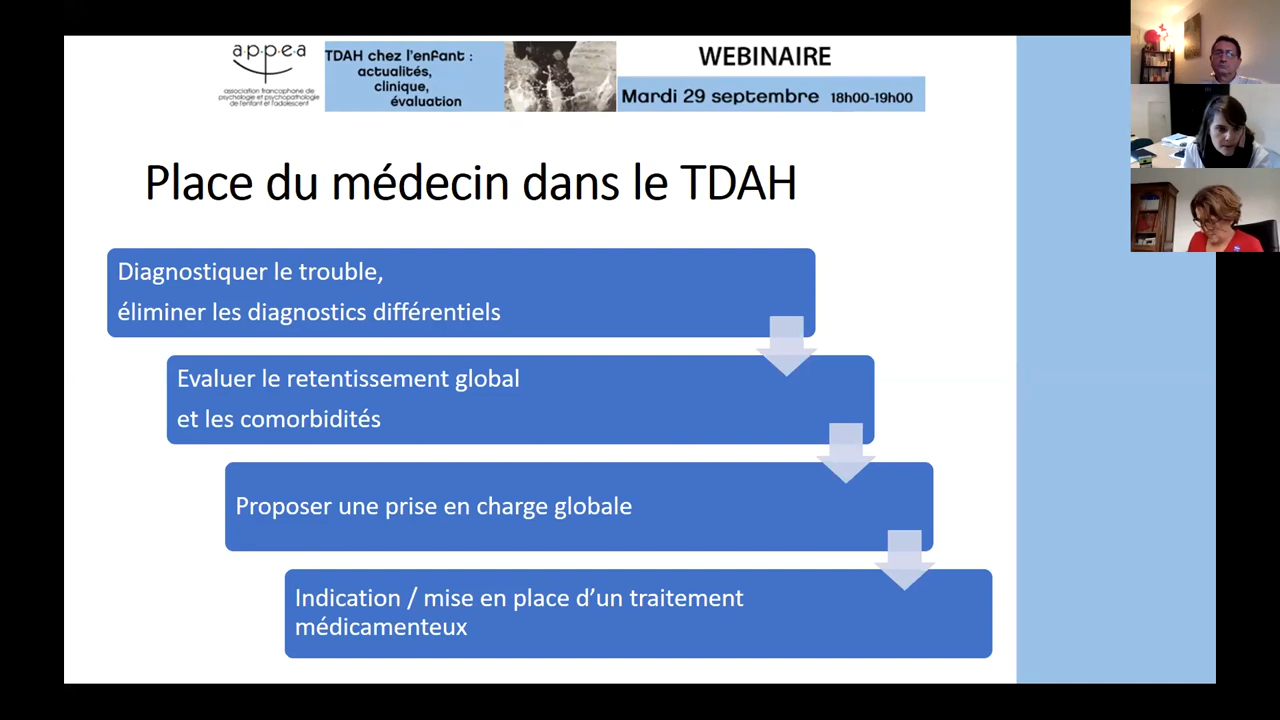 a·p·p·e·a
association francophone de
psychologie et psychopathologie
de l'enfant et l'adolescent
TDAH chez l'enfant :
actualités,
clinique,
évaluation
WEBINAIRE
Mardi 29 septembre 18h00-19h00
Place du médecin dans le TDAH
Diagnostiquer le trouble,
éliminer les diagnostics différentiels
Evaluer le retentissement global
et les comorbidités
Proposer une prise en charge globale
Indication / mise en place d’un traitement
médicamenteux